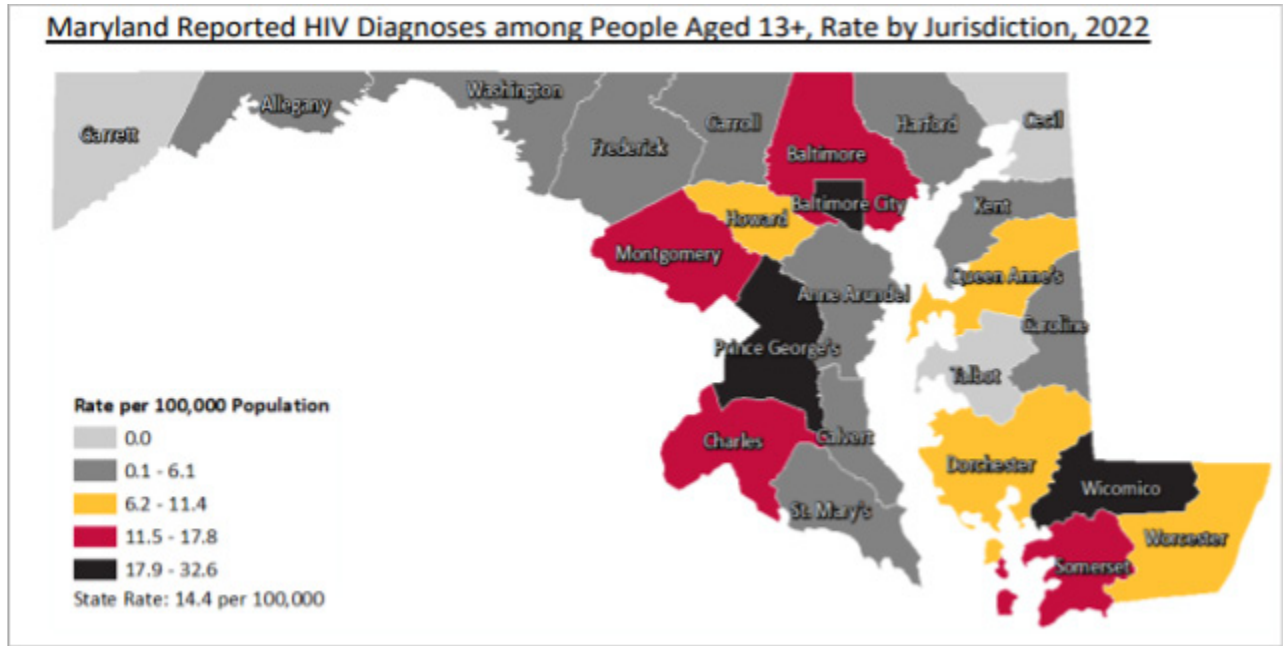 Maryland Reported HIV Diagnoses among People Aged 13+, Rate by Jurisdiction, 2022
Garrett
Allegany
Washington
Frederick
Carroll
Baltimore
Harford
Cecil
Baltimore City
Kent
Howard
Montgomery
Queen Anne's
Anne Arundel
Caroline
Prince George's
Talbot
Charles
Calvert
Dorchester
Wicomico
St. Mary's
Worcester
Somerset
Rate per 100,000 Population
0.0
0.1 - 6.1
6.2 - 11.4
11.5 - 17.8
17.9 - 32.6
State Rate: 14.4 per 100,000